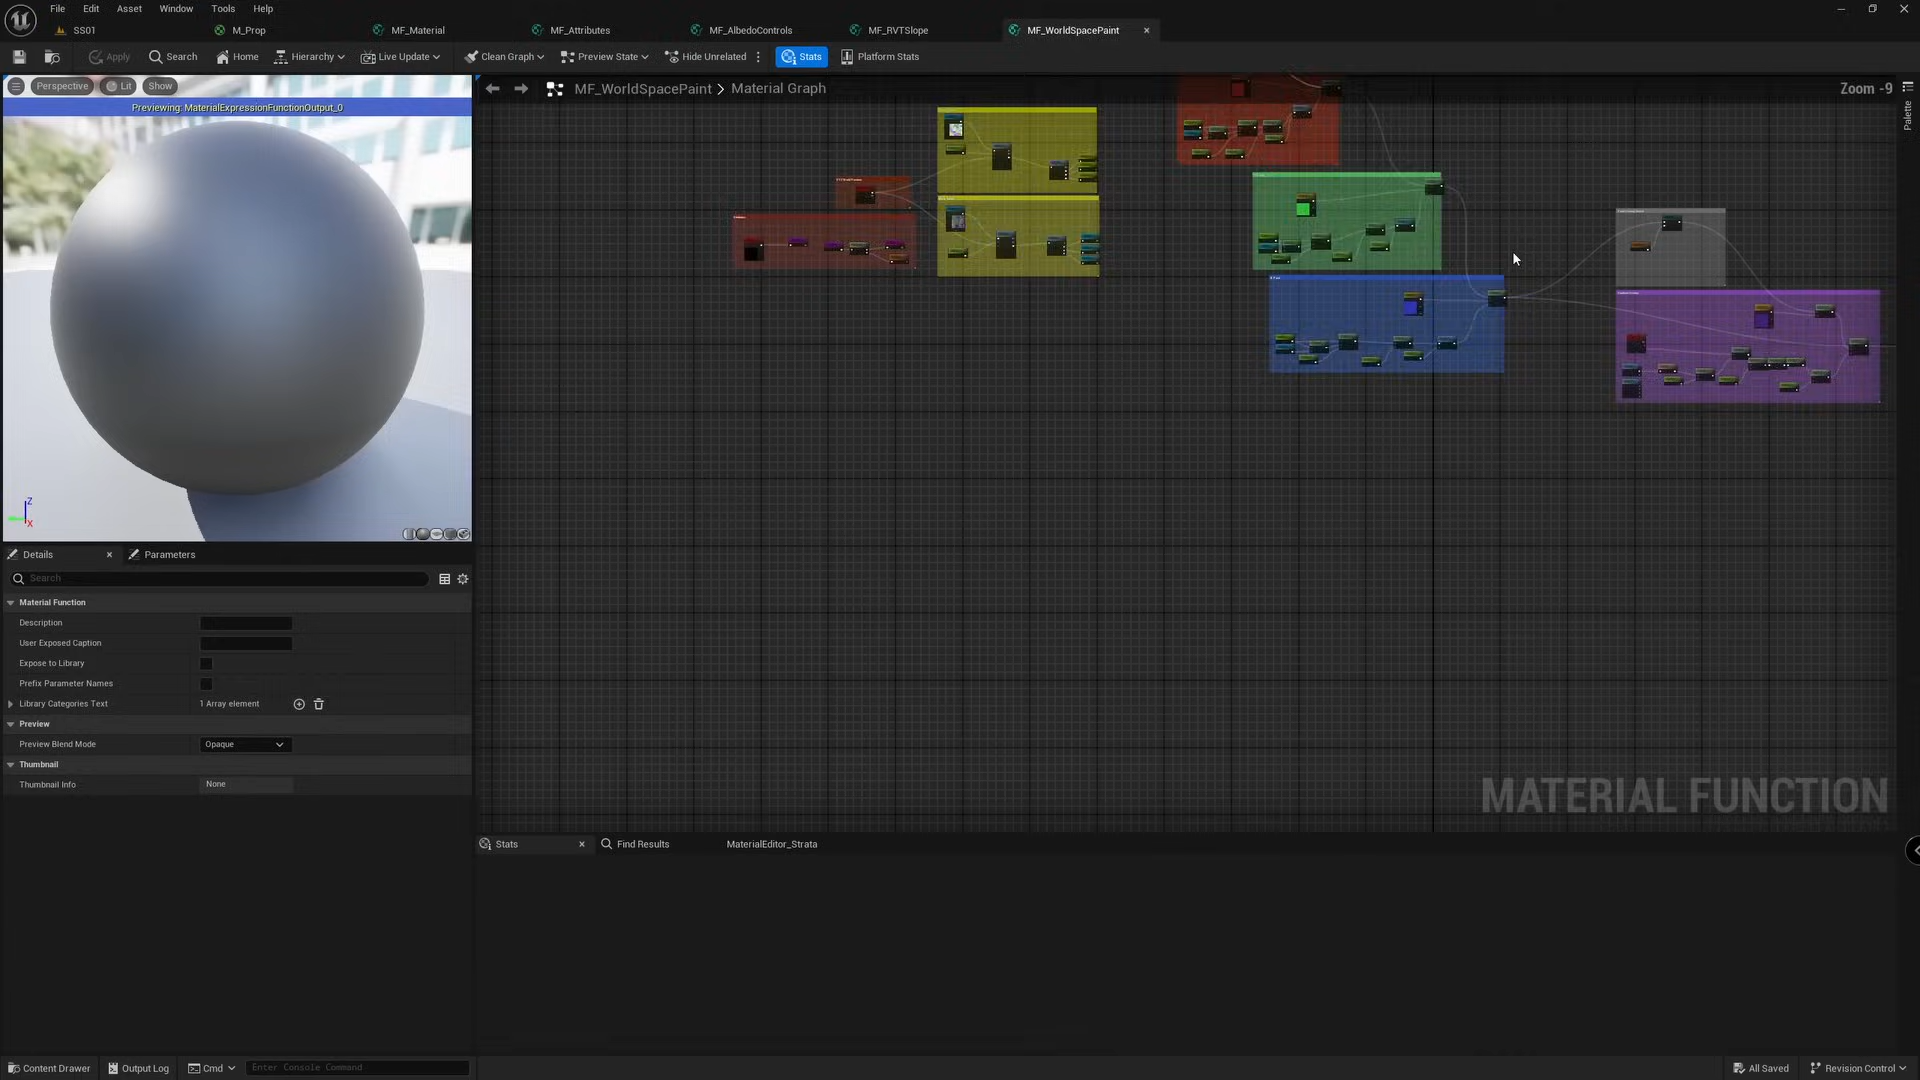 File Edit Asset Window Tools Help
SS01 M_Prop MF_Material MF_Attributes MF_AlbedoControls MF_RVTSlope MF_WorldSpacePaint
Apply Search Home Hierarchy Live Update Clean Graph Preview State Hide Unrelated Stats Platform Stats
Perspective Lit Show
MF_WorldSpacePaint > Material Graph
Zoom -9
Palette
Previewing: MaterialExpressionFunctionOutput_0
Z
X
Details Parameters
Search
Material Function
Description
User Exposed Caption
Expose to Library
Prefix Parameter Names
Library Categories Text 1 Array element
Preview
Preview Blend Mode Opaque
Thumbnail
Thumbnail Info None
MATERIAL FUNCTION
Stats Find Results MaterialEditor_Strata
Content Drawer Output Log Cmd Enter Console Command All Saved Revision Control